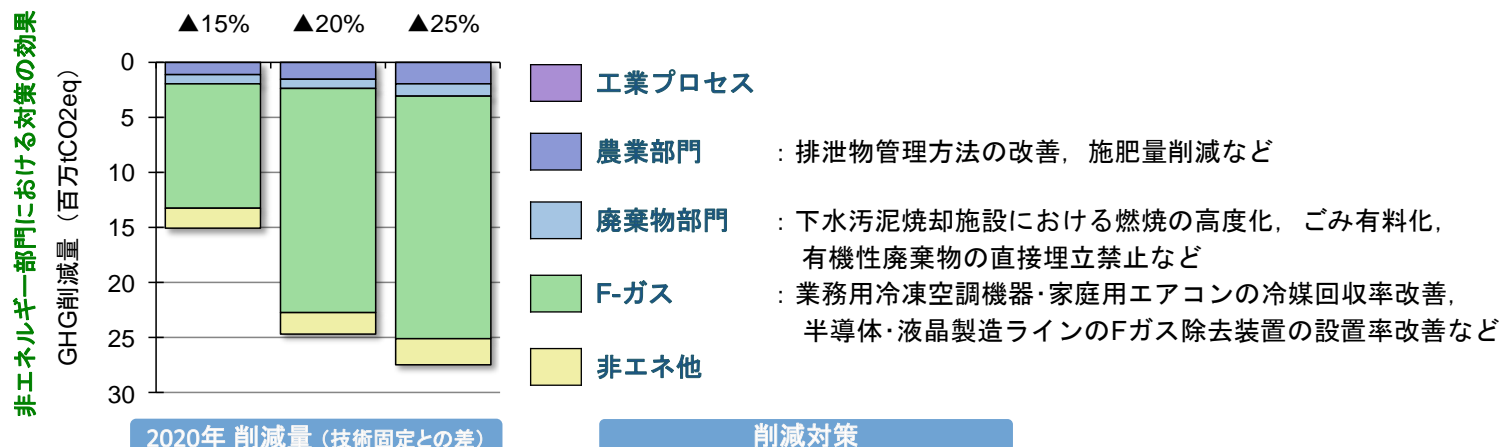 非エネルギー部門における対策の効果
GHG削減量（百万tCO2eq）
▲15% ▲20% ▲25%
0
5
10
15
20
25
30
工業プロセス
農業部門 ：排泄物管理方法の改善，施肥量削減など
廃棄物部門 ：下水汚泥焼却施設における燃焼の高度化，ごみ有料化，
有機性廃棄物の直接埋立禁止など
F-ガス ：業務用冷凍空調機器･家庭用エアコンの冷媒回収率改善，
半導体･液晶製造ラインのFガス除去装置の設置率改善など
非エネ他
2020年 削減量（技術固定との差）
削減対策